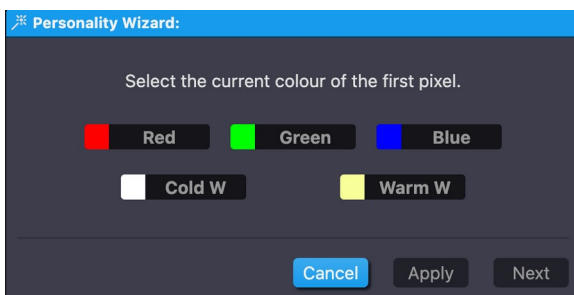 Personality Wizard:
Select the current colour of the first pixel.
Red Green Blue
Cold W Warm W
Cancel Apply Next